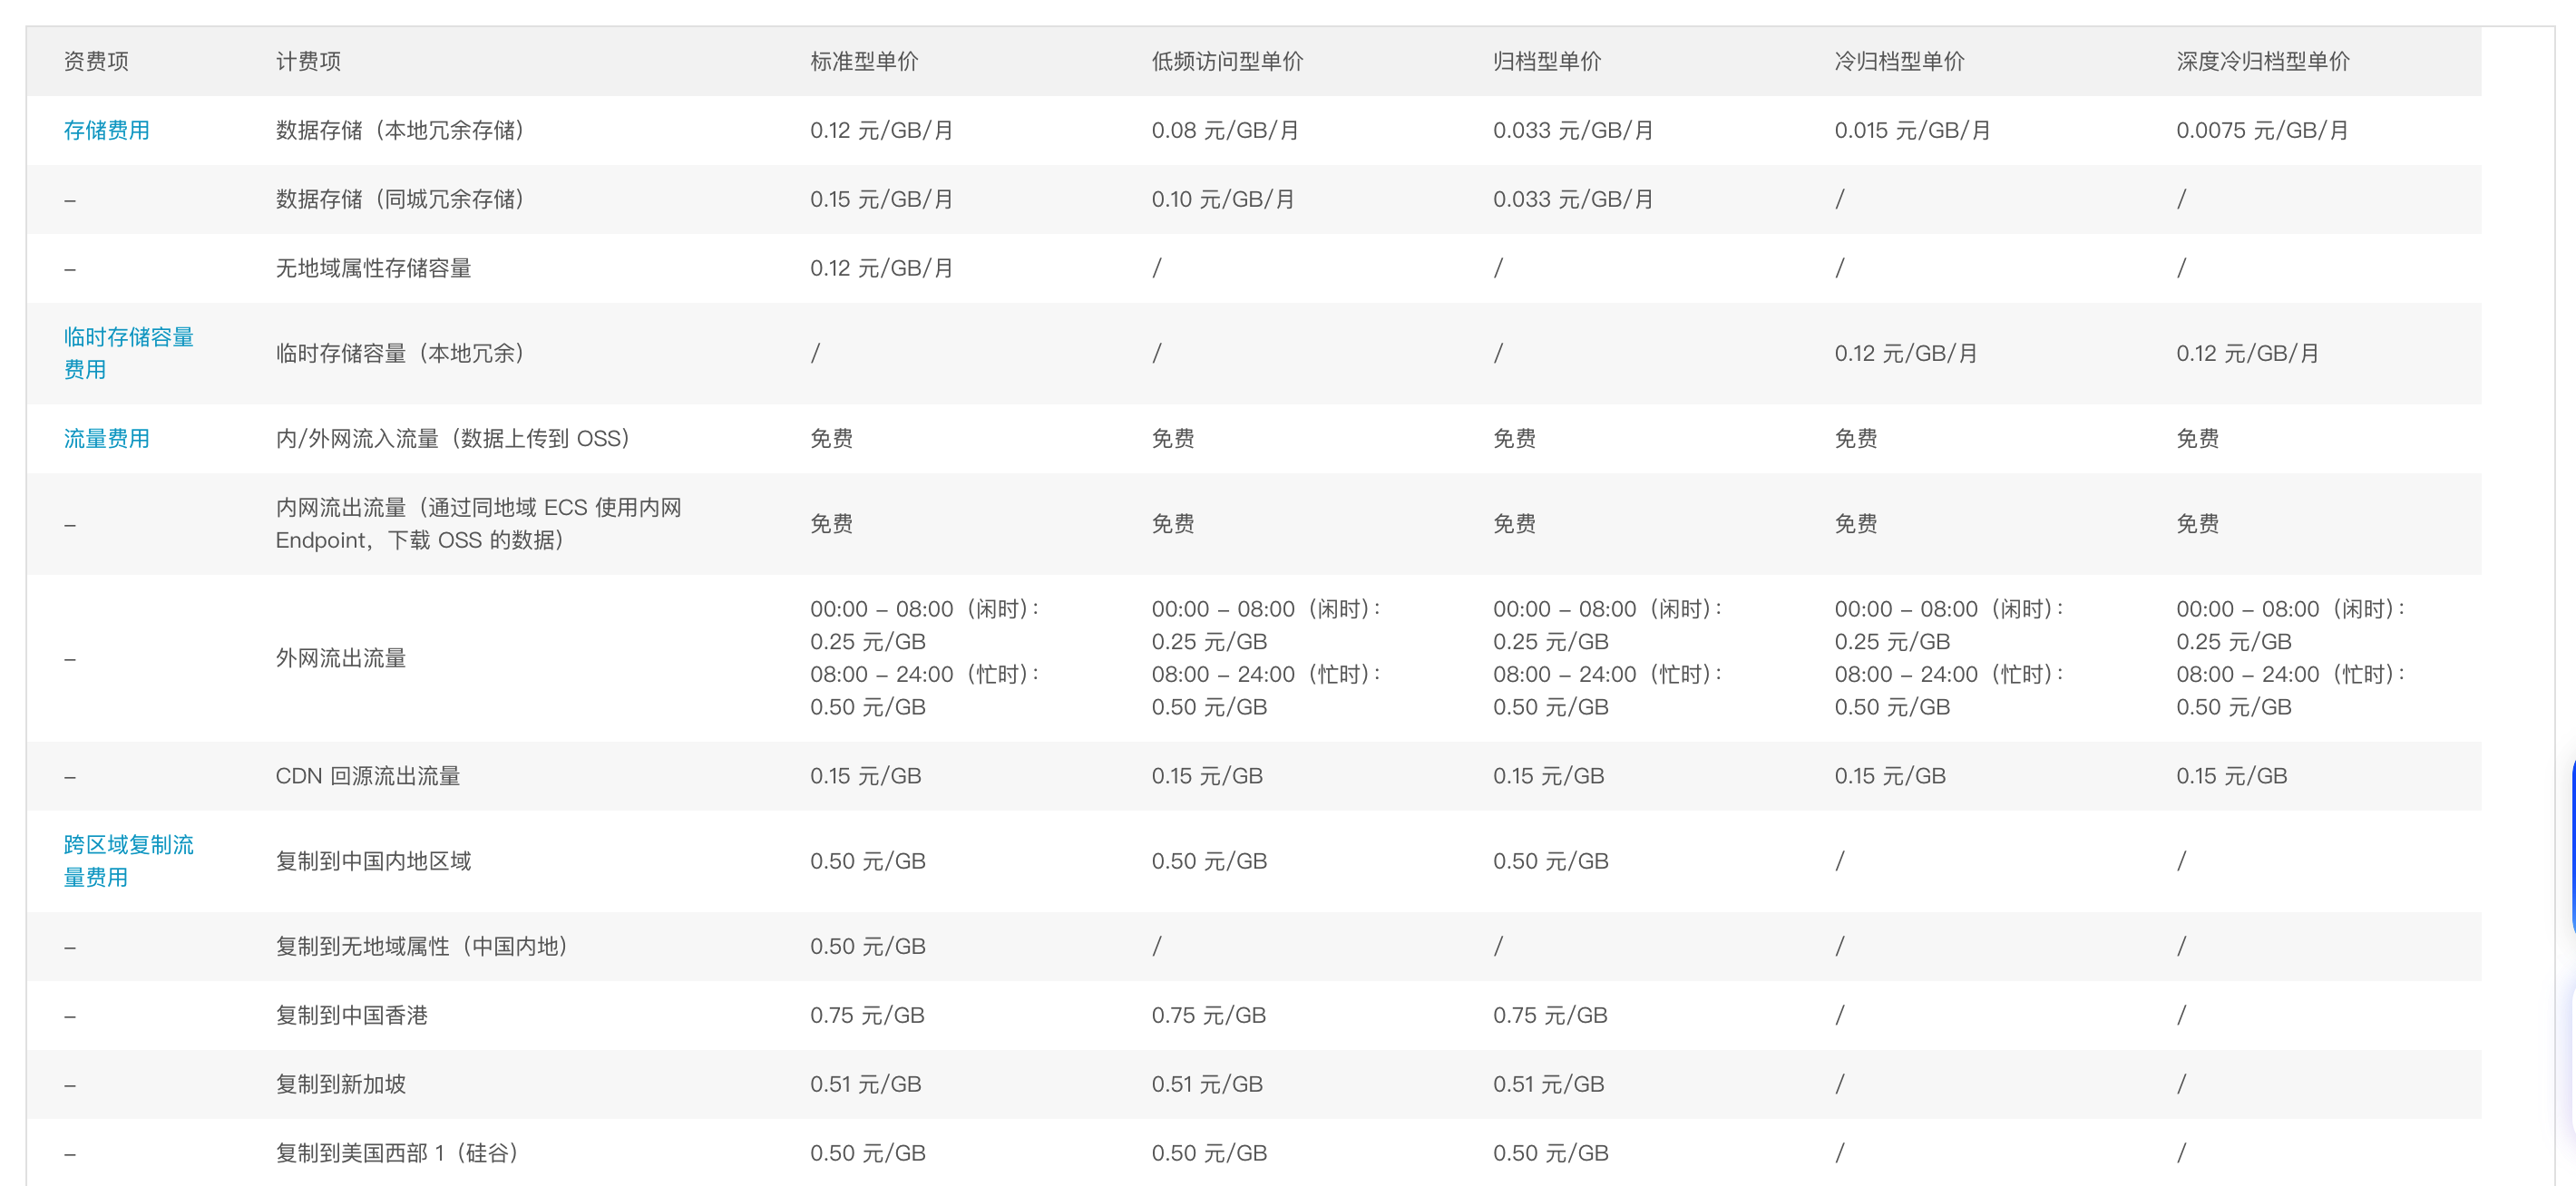 资费项 计费项 标准型单价 低频访问型单价 归档型单价 冷归档型单价 深度冷归档型单价
存储费用 数据存储（本地冗余存储） 0.12 元/GB/月 0.08 元/GB/月 0.033 元/GB/月 0.015 元/GB/月 0.0075 元/GB/月
– 数据存储（同城冗余存储） 0.15 元/GB/月 0.10 元/GB/月 0.033 元/GB/月 / /
– 无地域属性存储容量 0.12 元/GB/月 / / / /
临时存储容量
费用 临时存储容量（本地冗余） / / / 0.12 元/GB/月 0.12 元/GB/月
流量费用 内/外网流入流量（数据上传到 OSS） 免费 免费 免费 免费 免费
– 内网流出流量（通过同地域 ECS 使用内网
Endpoint，下载 OSS 的数据） 免费 免费 免费 免费 免费
– 外网流出流量
00:00 – 08:00（闲时）： 00:00 – 08:00（闲时）： 00:00 – 08:00（闲时）： 00:00 – 08:00（闲时）： 00:00 – 08:00（闲时）：
0.25 元/GB 0.25 元/GB 0.25 元/GB 0.25 元/GB 0.25 元/GB
08:00 – 24:00（忙时）： 08:00 – 24:00（忙时）： 08:00 – 24:00（忙时）： 08:00 – 24:00（忙时）： 08:00 – 24:00（忙时）：
0.50 元/GB 0.50 元/GB 0.50 元/GB 0.50 元/GB 0.50 元/GB
– CDN 回源流出流量 0.15 元/GB 0.15 元/GB 0.15 元/GB 0.15 元/GB 0.15 元/GB
跨区域复制流
量费用 复制到中国内地区域 0.50 元/GB 0.50 元/GB 0.50 元/GB / /
– 复制到无地域属性（中国内地） 0.50 元/GB / / / /
– 复制到中国香港 0.75 元/GB 0.75 元/GB 0.75 元/GB / /
– 复制到新加坡 0.51 元/GB 0.51 元/GB 0.51 元/GB / /
– 复制到美国西部 1（硅谷） 0.50 元/GB 0.50 元/GB 0.50 元/GB / /